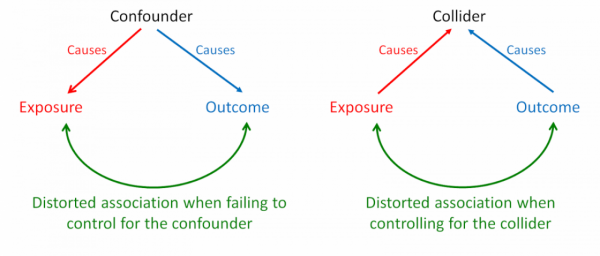 Confounder
Causes
Causes
Exposure
Outcome
Distorted association when failing to
control for the confounder
Collider
Causes
Causes
Exposure
Outcome
Distorted association when
controlling for the collider